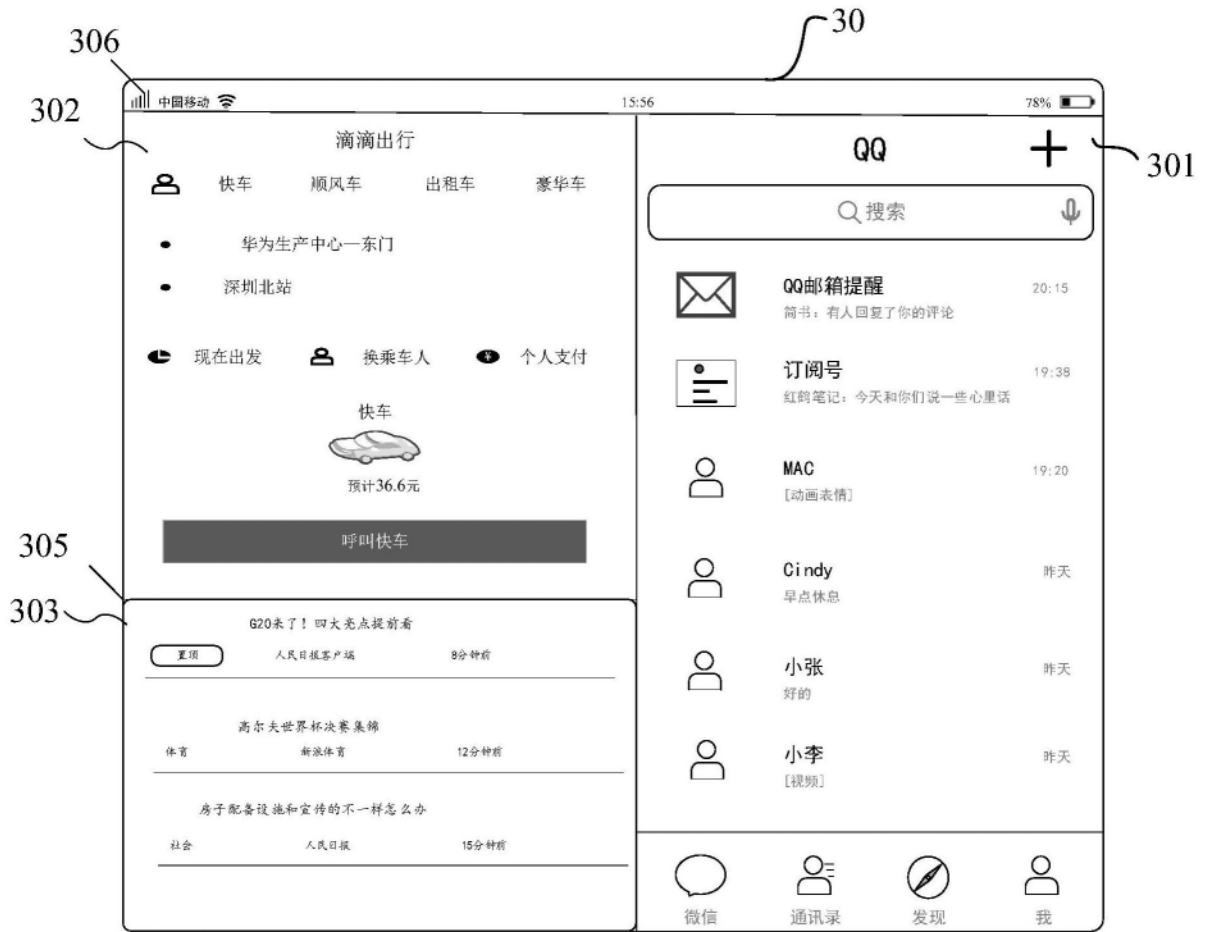 30
306
中国移动 15:56 78%
302
滴滴出行
快车 顺风车 出租车 豪华车
华为生产中心—东门
深圳北站
现在出发 换乘车人 ¥ 个人支付
快车
预计36.6元
呼叫快车
305
303
G20来了！四大亮点提前看
置顶 人民日报客户端 8分钟前
高尔夫世界杯决赛集锦
体育 新浪体育 12分钟前
房子配备设施和宣传的不一样怎么办
社会 人民日报 15分钟前
QQ
301
搜索
QQ邮箱提醒 20:15
简书：有人回复了你的评论
订阅号 19:38
红鹤笔记：今天和你们说一些心里话
MAC 19:20
[动画表情]
Cindy 昨天
早点休息
小张 昨天
好的
小李 昨天
[视频]
微信 通讯录 发现 我